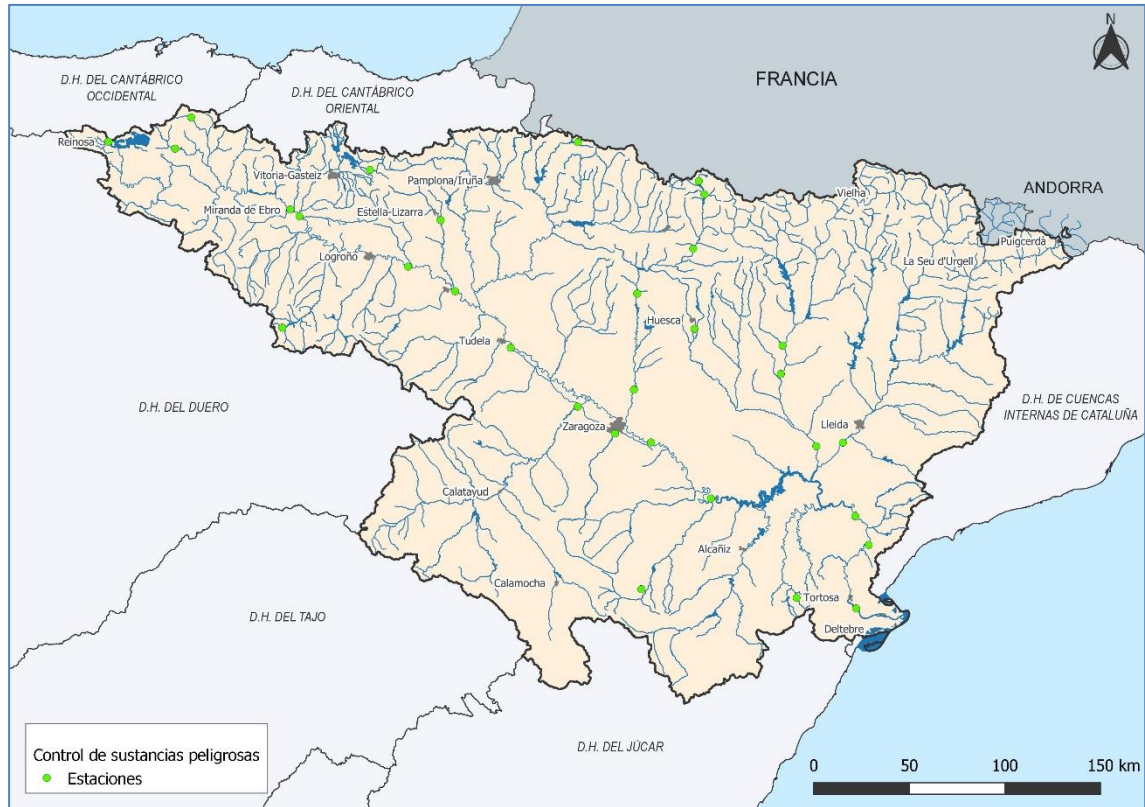 N
FRANCIA
D.H. DEL CANTÁBRICO
OCCIDENTAL
D.H. DEL CANTÁBRICO
ORIENTAL
Reinosa
Vitoria-Gasteiz
Pamplona/Iruña
Vielha
ANDORRA
Miranda de Ebro
Estella-Lizarra
Puigcerdà
Logroño
La Seu d'Urgell
Huesca
Tudela
D.H. DEL DUERO
D.H. DE CUENCAS
INTERNAS DE CATALUÑA
Zaragoza
Lleida
Calatayud
Alcañiz
Calamocha
Tortosa
D.H. DEL TAJO
Deltebre
D.H. DEL JÚCAR
Control de sustancias peligrosas
Estaciones
0 50 100 150 km